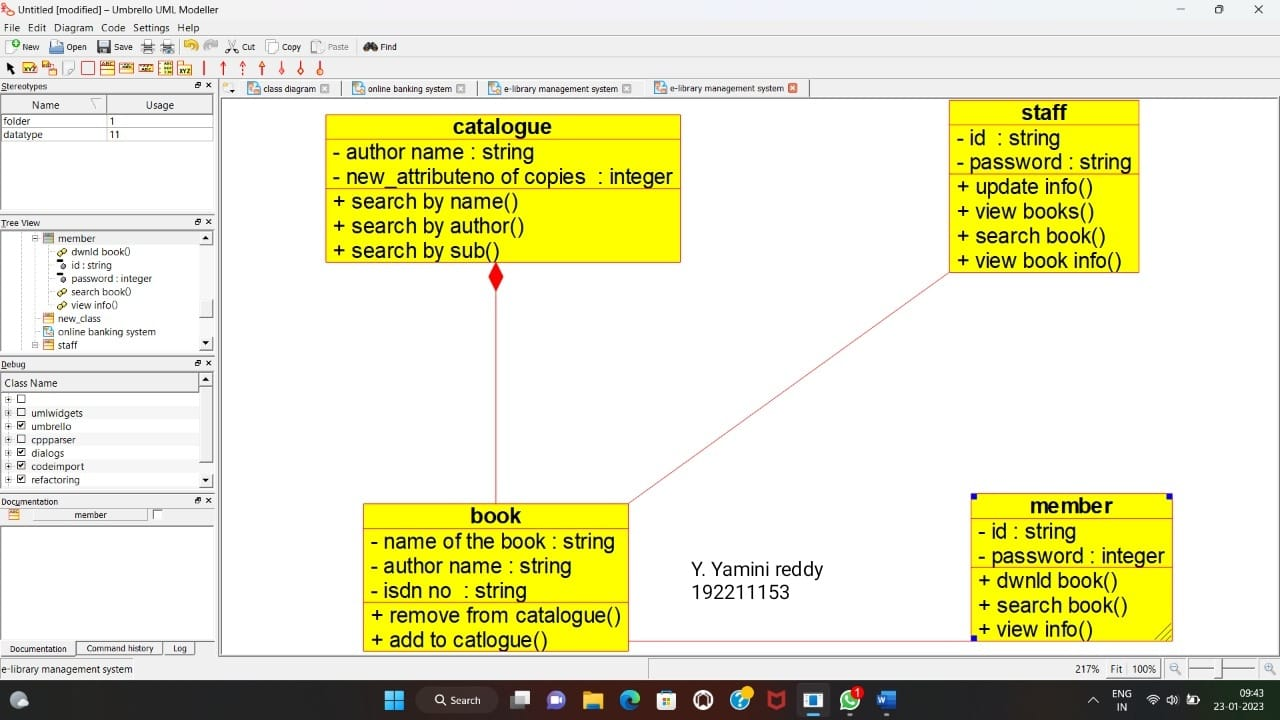 Untitled [modified] – Umbrello UML Modeller
File Edit Diagram Code Settings Help
New Open Save Cut Copy Paste Find
Stereotypes
class diagram online banking system e-library management system e-library management system
Name Usage
folder 1
datatype 11
Tree View
member
dwnld book()
id : string
password : integer
search book()
view info()
new_class
online banking system
staff
Debug
Class Name
umlwidgets
umbrello
cppparser
dialogs
codeimport
refactoring
Documentation
member
Documentation Command history Log
catalogue
- author name : string
- new_attributeno of copies : integer
+ search by name()
+ search by author()
+ search by sub()
staff
- id : string
- password : string
+ update info()
+ view books()
+ search book()
+ view book info()
book
- name of the book : string
- author name : string
- isdn no : string
+ remove from catalogue()
+ add to catlogue()
Y. Yamini reddy
192211153
member
- id : string
- password : integer
+ dwnld book()
+ search book()
+ view info()
e-library management system
217% Fit 100%
Search
1
ENG
IN
09:43
23-01-2023